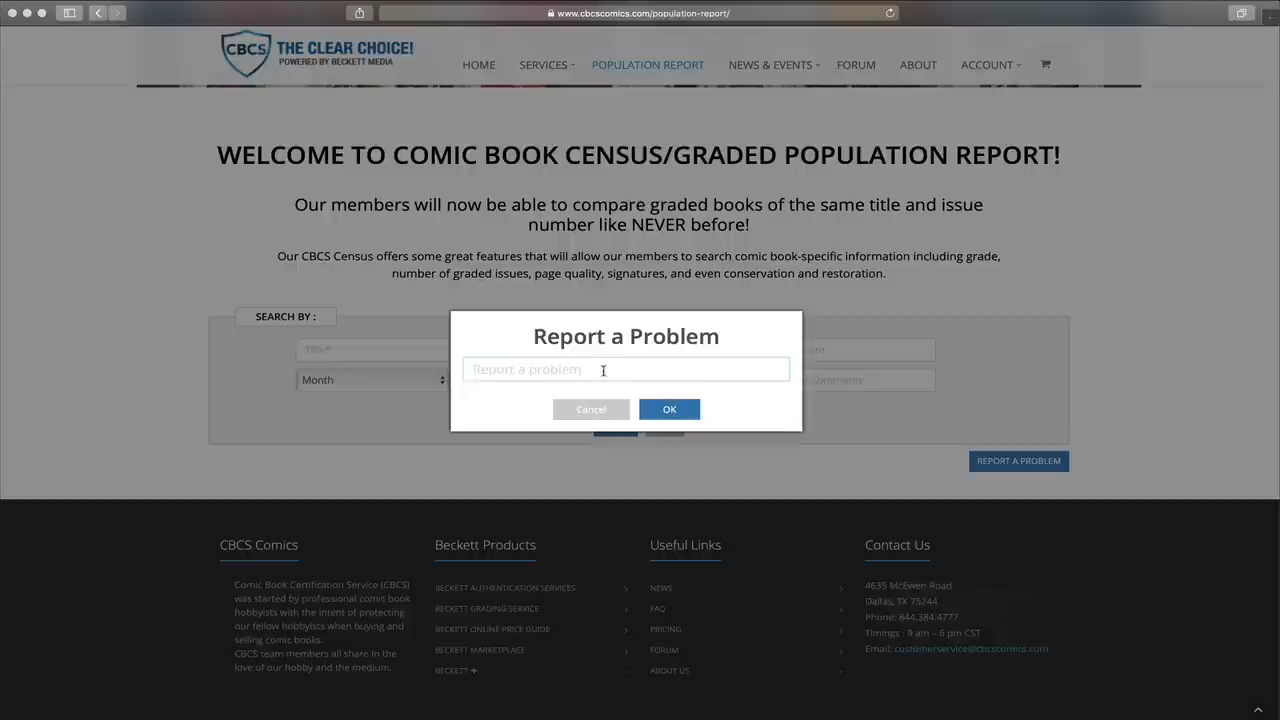 www.cbcscomics.com/population-report/
CBCS THE CLEAR CHOICE!
POWERED BY BECKETT MEDIA
HOME SERVICES POPULATION REPORT NEWS & EVENTS FORUM ABOUT ACCOUNT
WELCOME TO COMIC BOOK CENSUS/GRADED POPULATION REPORT!
Our members will now be able to compare graded books of the same title and issue
number like NEVER before!
Our CBCS Census offers some great features that will allow our members to search comic book-specific information including grade,
number of graded issues, page quality, signatures, and even conservation and restoration.
SEARCH BY :
Title*
Month
Report a Problem
Report a problem
Cancel OK
REPORT A PROBLEM
CBCS Comics
Comic Book Certification Service (CBCS)
was started by professional comic book
hobbyists with the intent of protecting
our fellow hobbyists when buying and
selling comic books.
CBCS team members all share in the
love of our hobby and the medium.
Beckett Products
BECKETT AUTHENTICATION SERVICES
BECKETT GRADING SERVICE
BECKETT ONLINE PRICE GUIDE
BECKETT MARKETPLACE
BECKETT +
Useful Links
NEWS
FAQ
PRICING
FORUM
ABOUT US
Contact Us
4635 McEwen Road
Dallas, TX 75244
Phone: 844.384.4777
Timings : 9 am – 6 pm CST
Email: customerservice@cbcscomics.com